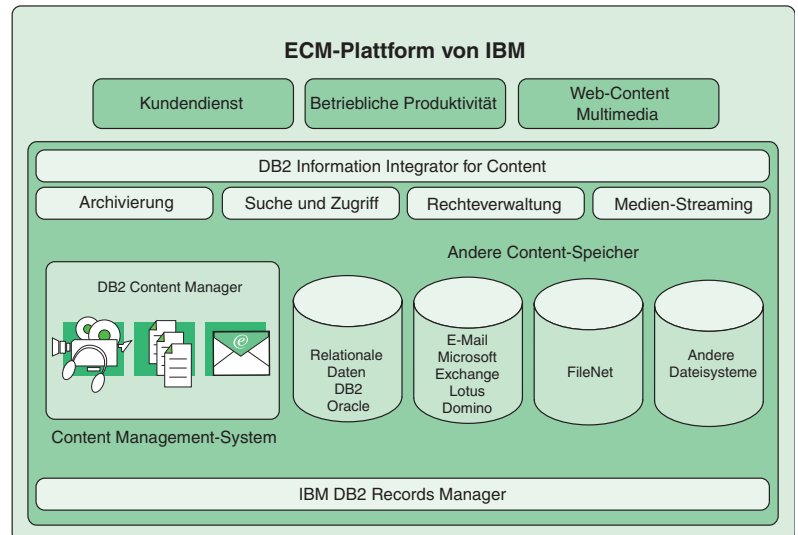 ECM-Plattform von IBM
Kundendienst
Betriebliche Produktivität
Web-Content
Multimedia
DB2 Information Integrator for Content
Archivierung
Suche und Zugriff
Rechteverwaltung
Medien-Streaming
Andere Content-Speicher
DB2 Content Manager
e
Relationale
Daten
DB2
Oracle
E-Mail
Microsoft
Exchange
Lotus
Domino
FileNet
Andere
Dateisysteme
Content Management-System
IBM DB2 Records Manager